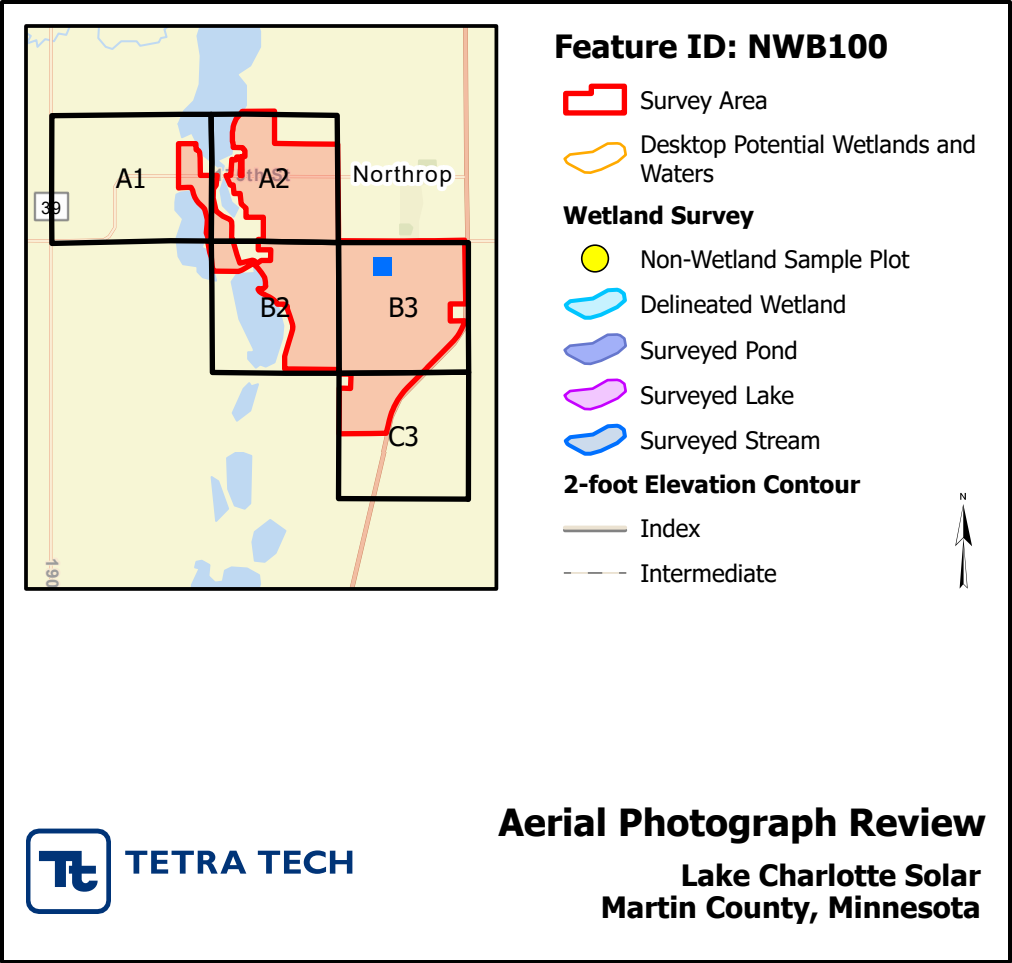 Feature ID: NWB100
Survey Area
Desktop Potential Wetlands and
Waters
Wetland Survey
Non-Wetland Sample Plot
Delineated Wetland
Surveyed Pond
Surveyed Lake
Surveyed Stream
2-foot Elevation Contour
Index
Intermediate
N
A1
A2
Northrop
39
B2
B3
C3
190
Aerial Photograph Review
Lake Charlotte Solar
Martin County, Minnesota
Tt
TETRA TECH